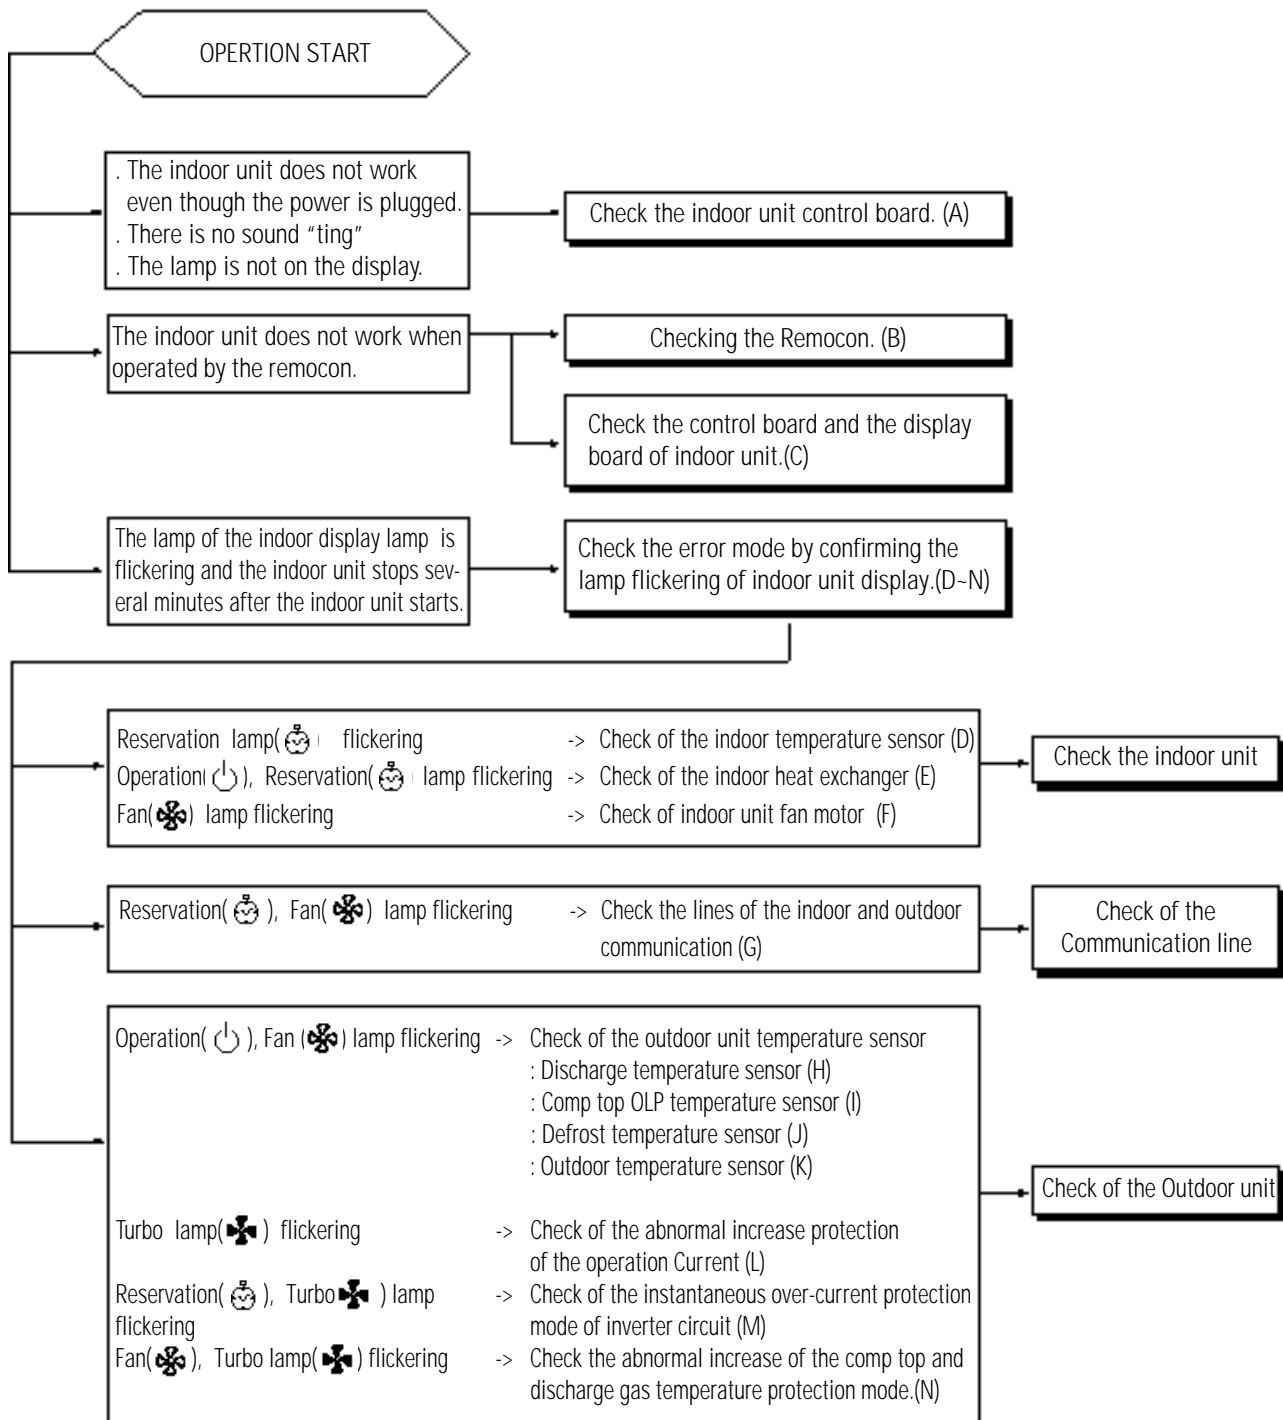 OPERTION START
. The indoor unit does not work
even though the power is plugged.
. There is no sound “ting”
. The lamp is not on the display.
Check the indoor unit control board. (A)
The indoor unit does not work when
operated by the remocon.
Checking the Remocon. (B)
Check the control board and the display
board of indoor unit.(C)
The lamp of the indoor display lamp is
flickering and the indoor unit stops sev-
eral minutes after the indoor unit starts.
Check the error mode by confirming the
lamp flickering of indoor unit display.(D~N)
Reservation lamp( ) flickering -> Check of the indoor temperature sensor (D)
Operation( ), Reservation( ) lamp flickering -> Check of the indoor heat exchanger (E)
Fan( ) lamp flickering -> Check of indoor unit fan motor (F)
Check the indoor unit
Reservation( ), Fan( ) lamp flickering -> Check the lines of the indoor and outdoor
communication (G)
Check of the
Communication line
Operation( ), Fan ( ) lamp flickering -> Check of the outdoor unit temperature sensor
: Discharge temperature sensor (H)
: Comp top OLP temperature sensor (I)
: Defrost temperature sensor (J)
: Outdoor temperature sensor (K)
Turbo lamp( ) flickering -> Check of the abnormal increase protection
of the operation Current (L)
Reservation( ), Turbo ) lamp -> Check of the instantaneous over-current protection
flickering mode of inverter circuit (M)
Fan( ), Turbo lamp( ) flickering -> Check the abnormal increase of the comp top and
discharge gas temperature protection mode.(N)
Check of the Outdoor unit